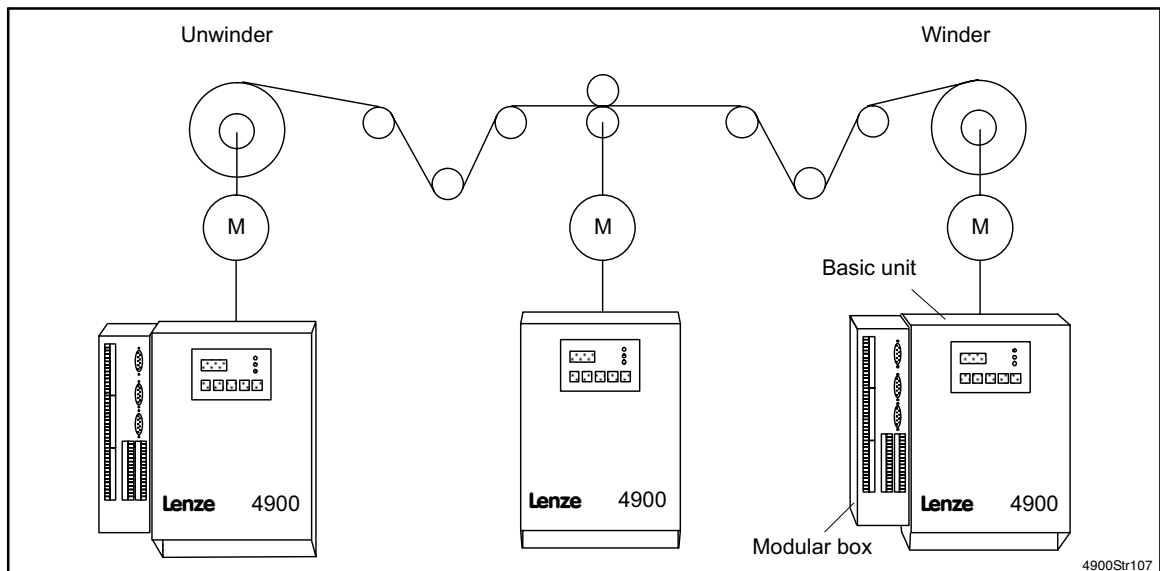 Unwinder
Winder
M
M
M
Basic unit
Lenze 4900
Lenze 4900
Lenze 4900
Modular box
4900Str107